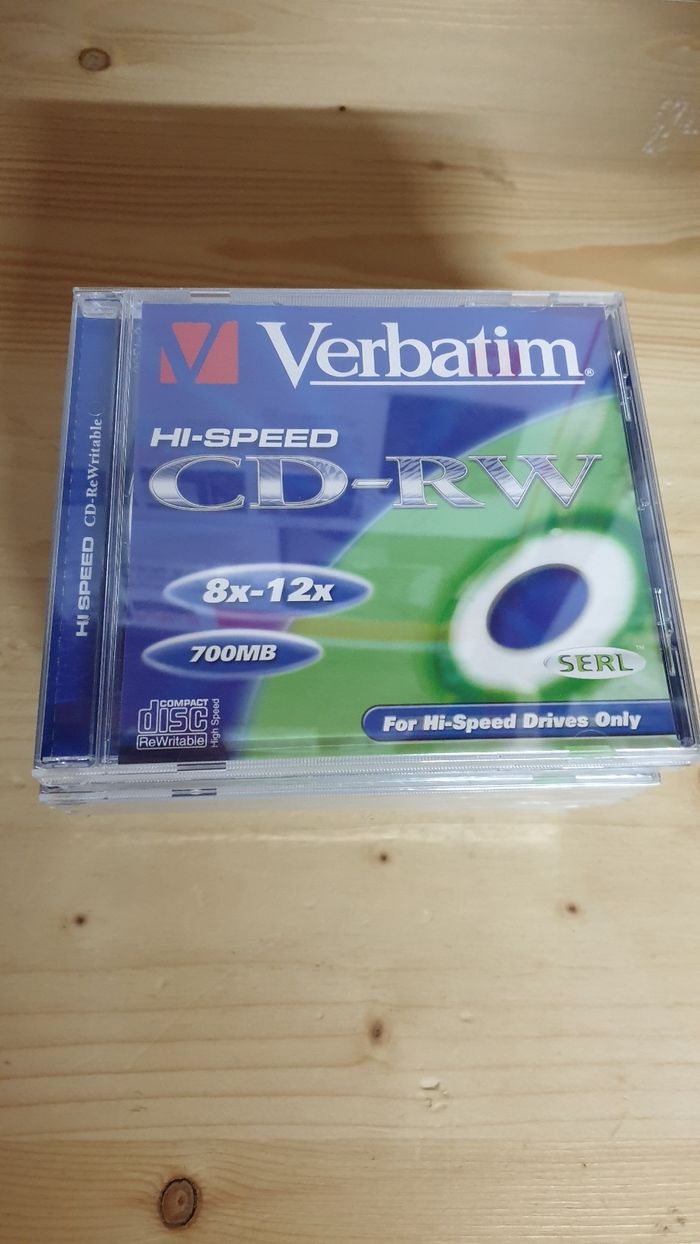 Verbatim®
HI-SPEED
CD-RW
8x-12x
700MB
SERL™
COMPACT
disc
ReWritable
High Speed
For Hi-Speed Drives Only
HI SPEED CD-ReWritable